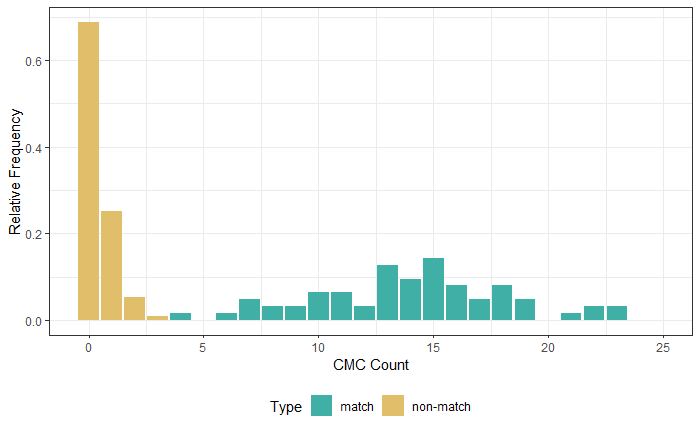 Relative Frequency
0.6
0.4
0.2
0.0
0 5 10 15 20 25
CMC Count
Type match non-match